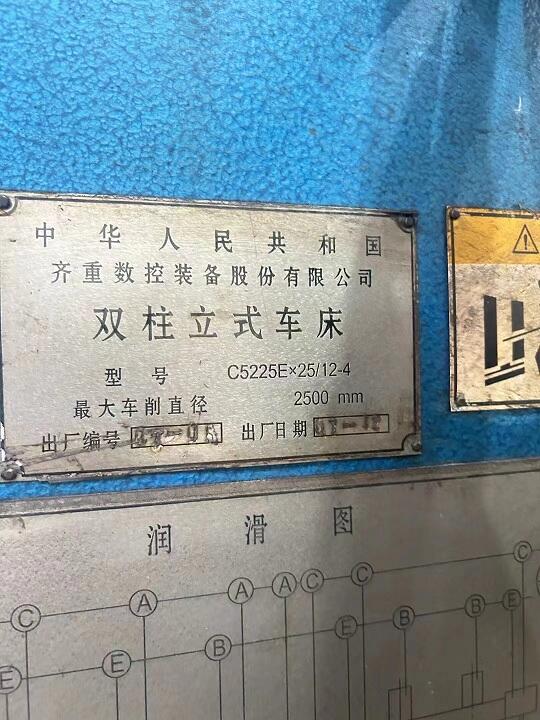 中华人民共和国
齐重数控装备股份有限公司
双柱立式车床
型号 C5225E×25/12-4
最大车削直径 2500 mm
出厂编号 出厂日期
润滑图
C
A
A
A
C
C
C
E
E
B
E
B
B
E